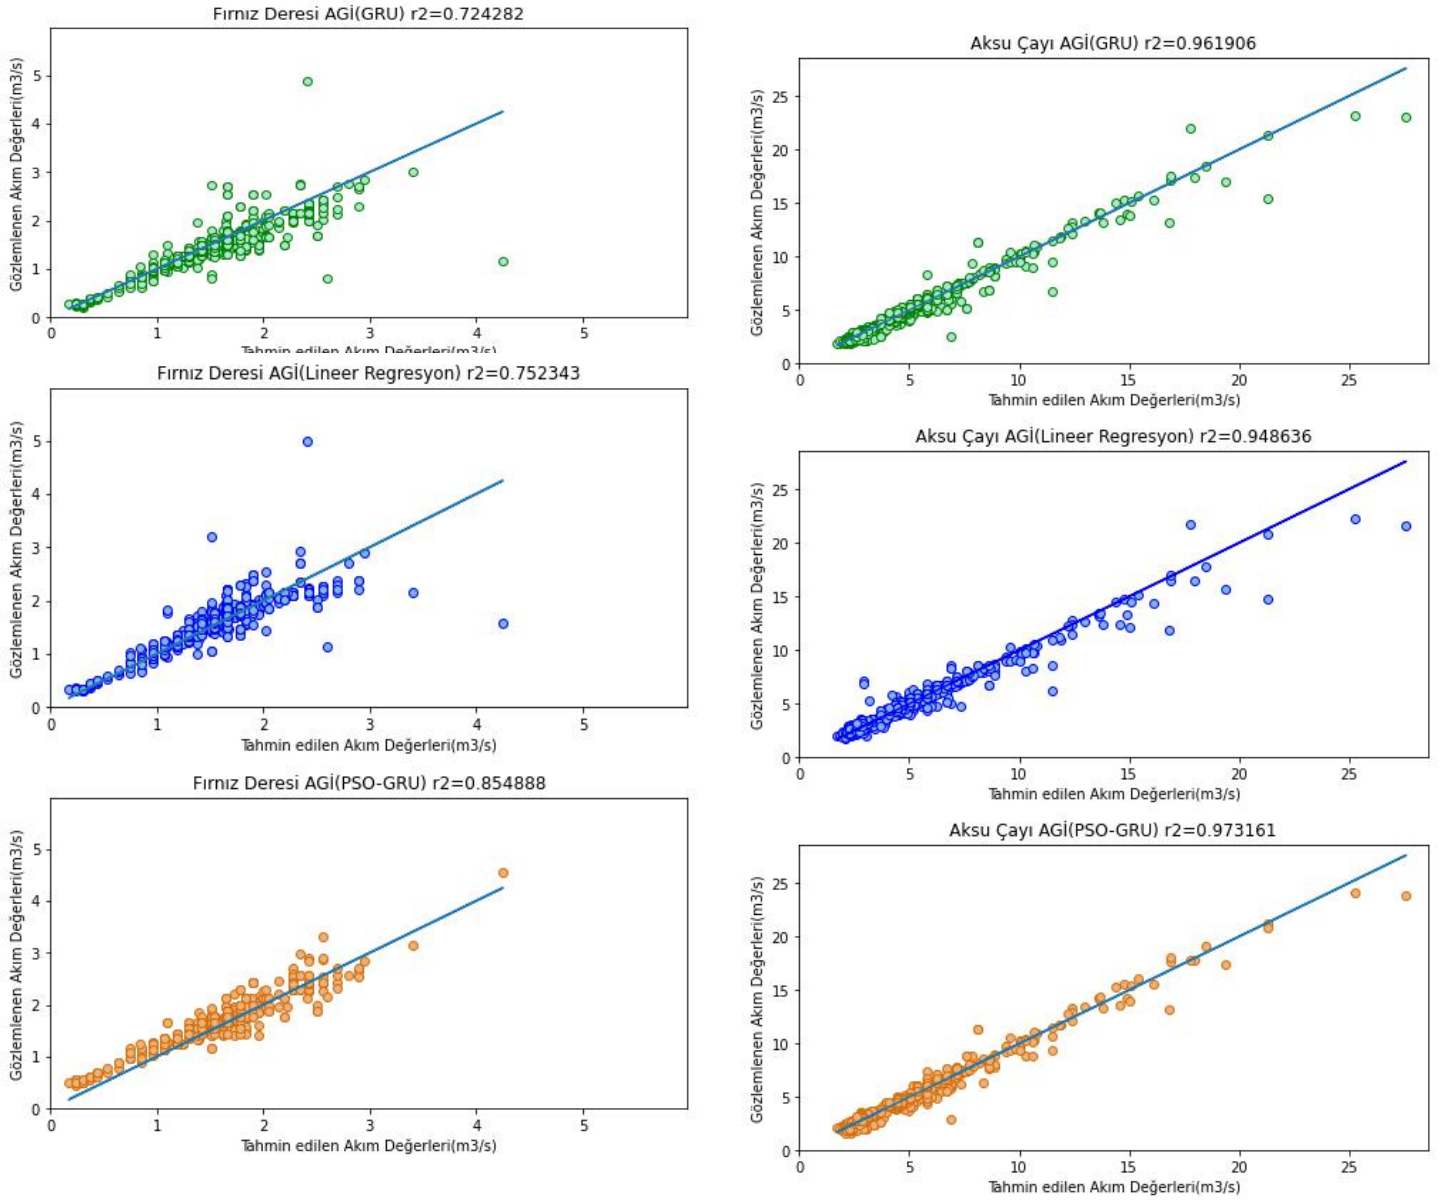 Fırnız Deresi AGİ(GRU) r2=0.724282
Gözlemlenen Akım Değerleri(m3/s)
5
4
3
2
1
0
0 1 2 3 4 5
Tahmin edilen Akım Değerleri(m3/s)
Aksu Çayı AGİ(GRU) r2=0.961906
Gözlemlenen Akım Değerleri(m3/s)
25
20
15
10
5
0
0 5 10 15 20 25
Tahmin edilen Akım Değerleri(m3/s)
Fırnız Deresi AGİ(Lineer Regresyon) r2=0.752343
Gözlemlenen Akım Değerleri(m3/s)
5
4
3
2
1
0
0 1 2 3 4 5
Tahmin edilen Akım Değerleri(m3/s)
Aksu Çayı AGİ(Lineer Regresyon) r2=0.948636
Gözlemlenen Akım Değerleri(m3/s)
25
20
15
10
5
0
0 5 10 15 20 25
Tahmin edilen Akım Değerleri(m3/s)
Fırnız Deresi AGİ(PSO-GRU) r2=0.854888
Gözlemlenen Akım Değerleri(m3/s)
5
4
3
2
1
0
0 1 2 3 4 5
Tahmin edilen Akım Değerleri(m3/s)
Aksu Çayı AGİ(PSO-GRU) r2=0.973161
Gözlemlenen Akım Değerleri(m3/s)
25
20
15
10
5
0
0 5 10 15 20 25
Tahmin edilen Akım Değerleri(m3/s)